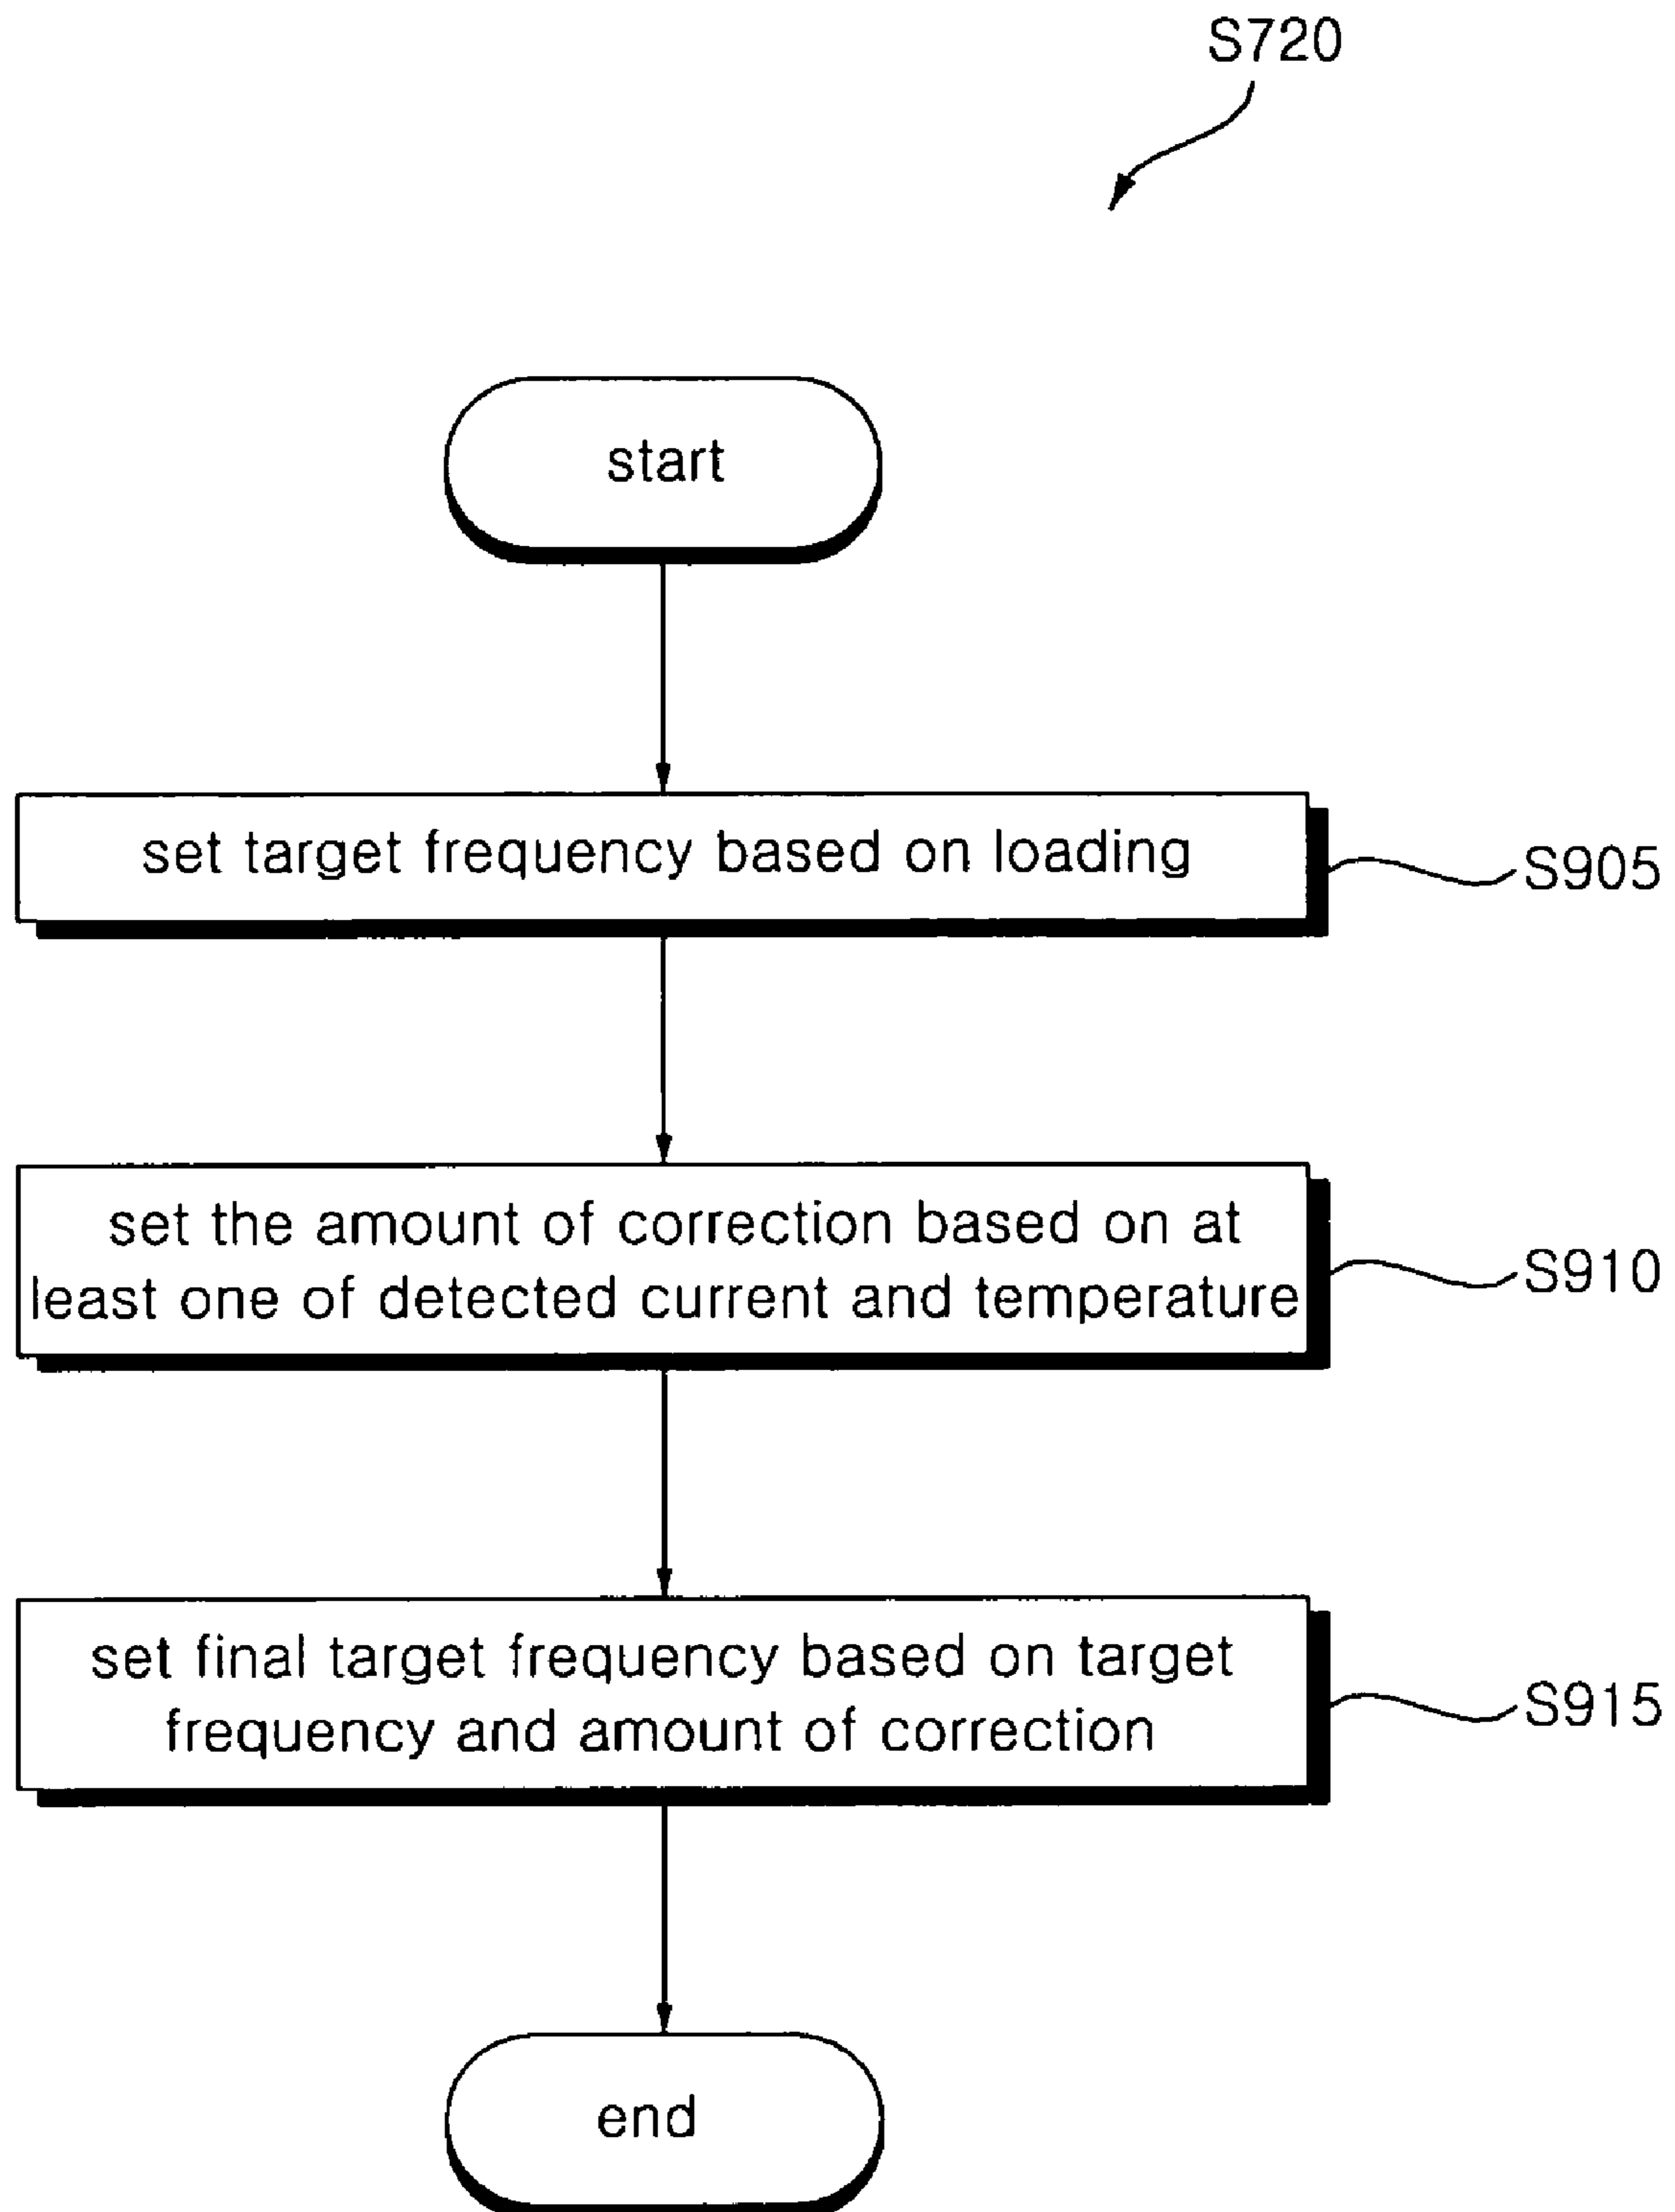 S720
start
set target frequency based on loading
S905
set the amount of correction based on at
least one of detected current and temperature
S910
set final target frequency based on target
frequency and amount of correction
S915
end